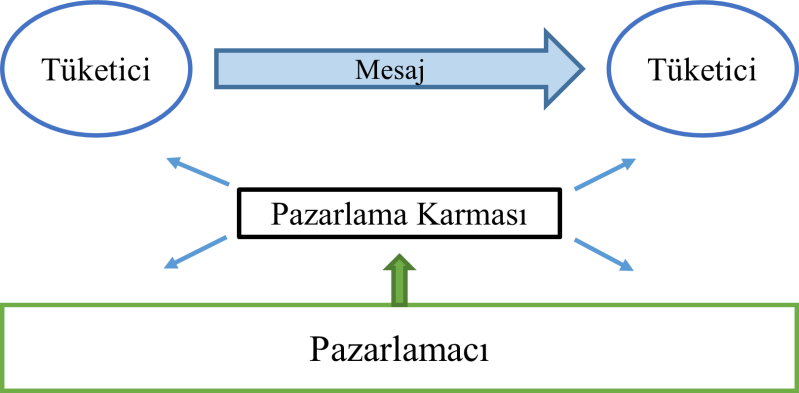 Tüketici
Mesaj
Tüketici
Pazarlama Karması
Pazarlamacı